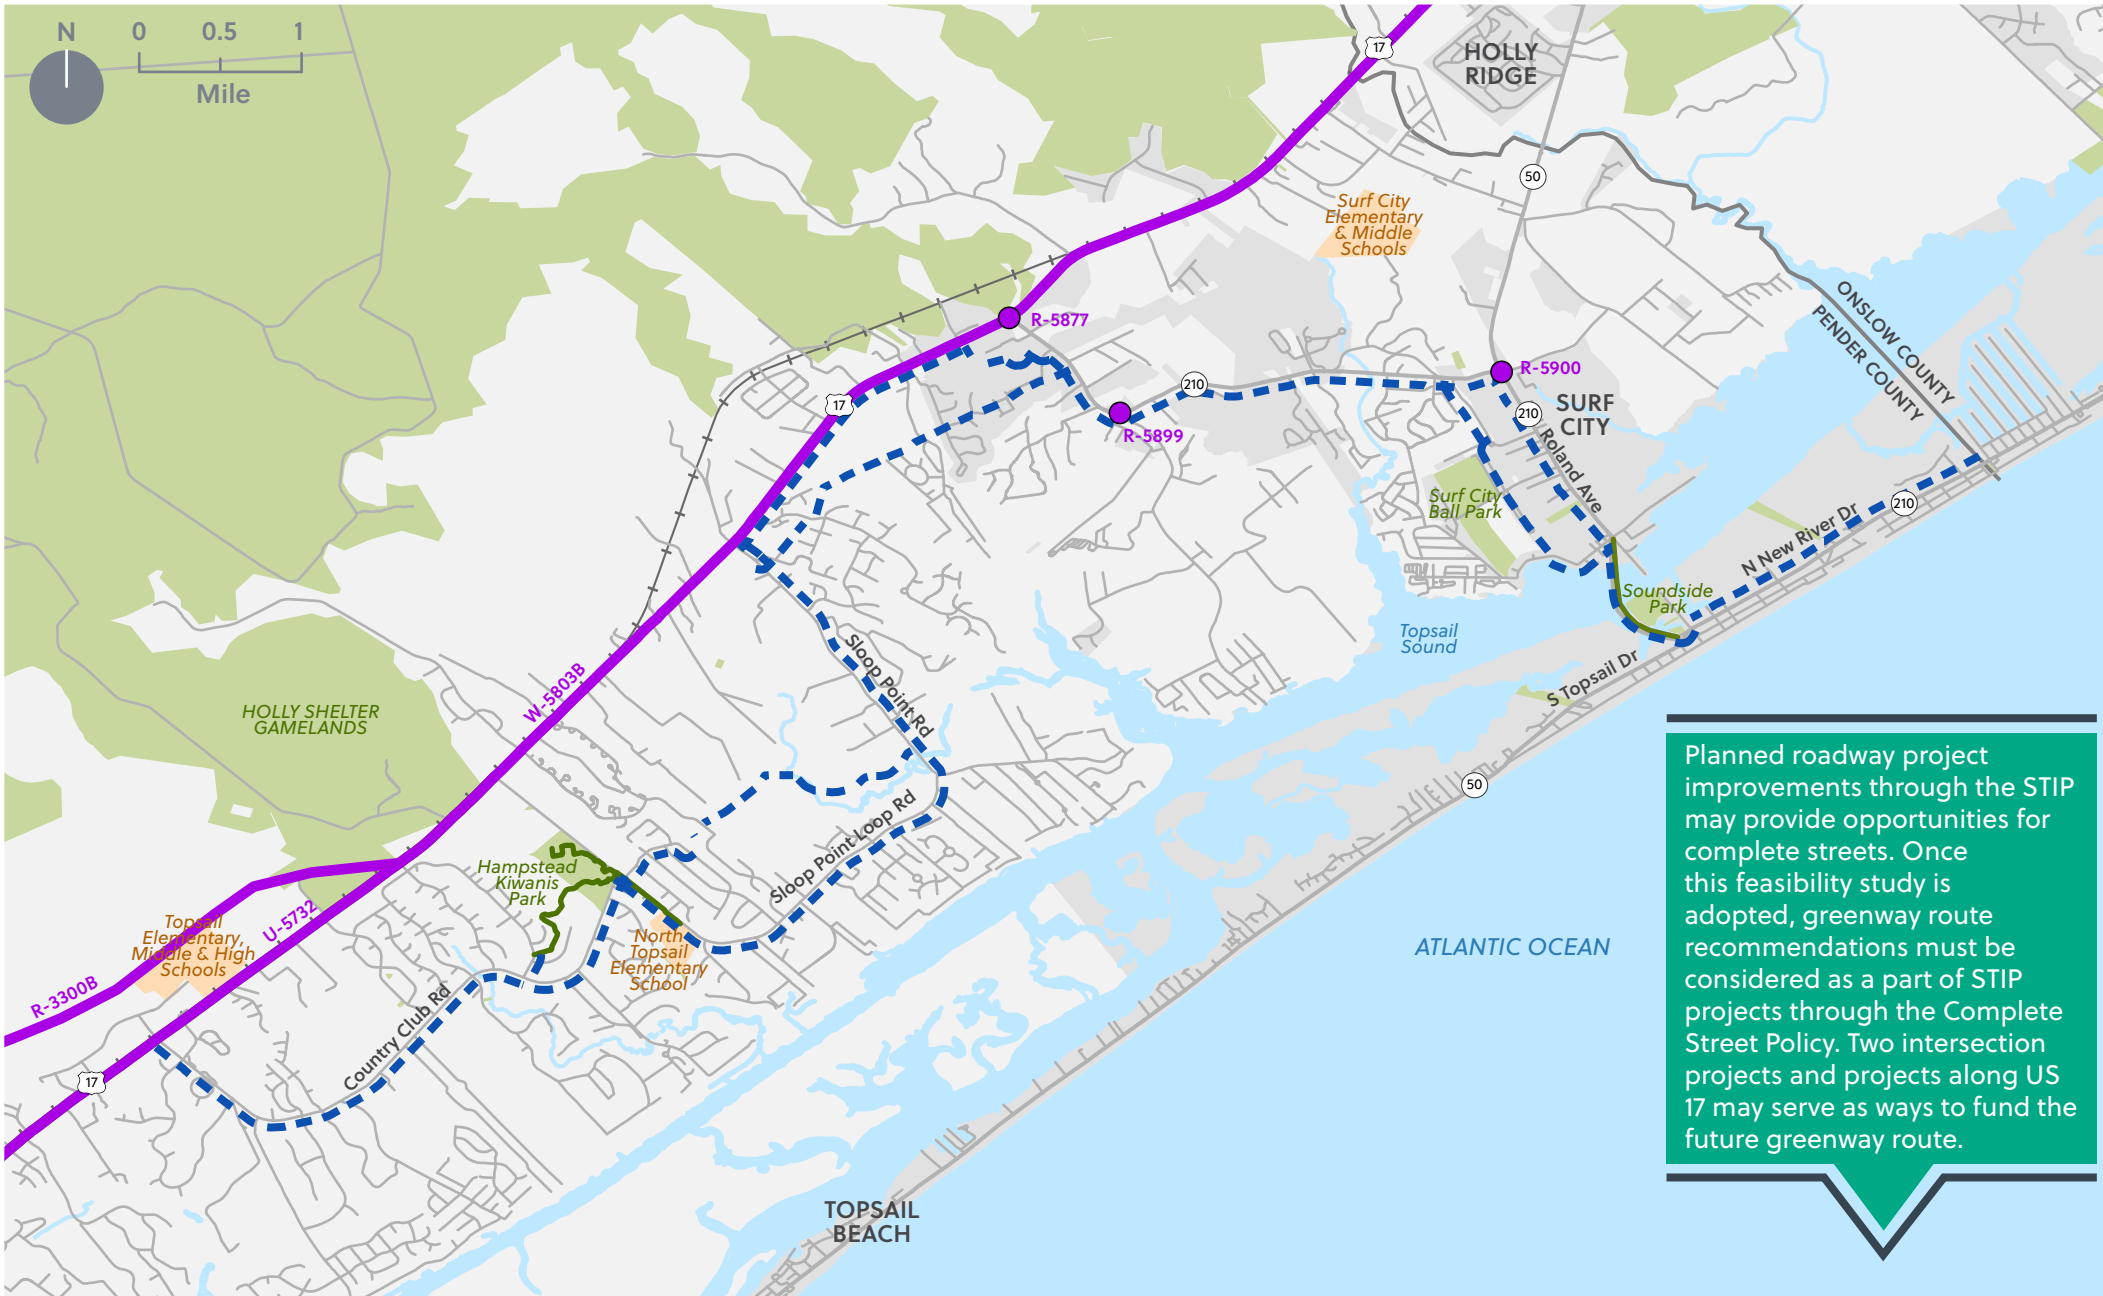 N
0 0.5 1
Mile
17
HOLLY
RIDGE
50
Surf City
Elementary
& Middle
Schools
ONSLOW COUNTY
PENDER COUNTY
R-5877
R-5900
210
17
210
SURF
CITY
R-5899
Roland Ave
Surf City
Ball Park
210
N New River Dr
Soundside
Park
Topsail
Sound
Sloop Point Rd
S Topsail Dr
W-5803B
HOLLY SHELTER
GAMELANDS
50
Sloop Point Loop Rd
Hampstead
Kiwanis
Park
U-5732
Topsail
Elementary,
Middle & High
Schools
North
Topsail
Elementary
School
ATLANTIC OCEAN
R-3300B
Country Club Rd
17
TOPSAIL
BEACH
Planned roadway project
improvements through the STIP
may provide opportunities for
complete streets. Once
this feasibility study is
adopted, greenway route
recommendations must be
considered as a part of STIP
projects through the Complete
Street Policy. Two intersection
projects and projects along US
17 may serve as ways to fund the
future greenway route.